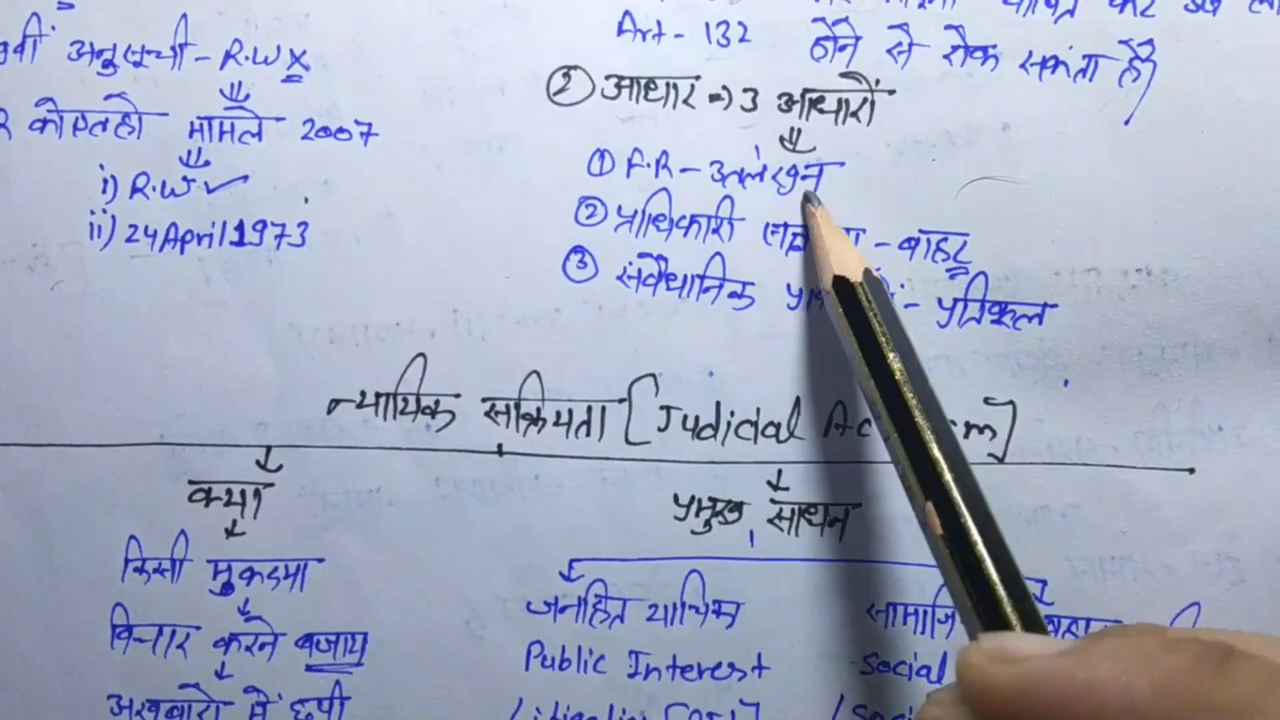 Art - 132 होने से रोक सकता है
अनुसूची - R.W X
② आधार => 3 आधारों
मामले 2007
i) R.W ✓
① F.R - उल्लंघन
ii) 24 April 1973
② प्राधिकारी - बाहर
③ संवैधानिक - प्रतिकूल
न्यायिक सक्रियता [Judicial
क्या
प्रमुख साधन
किसी मुकदमा
जनहित याचिका
विचार करने बजाय
Public Interest Social
अखबारो में छपी